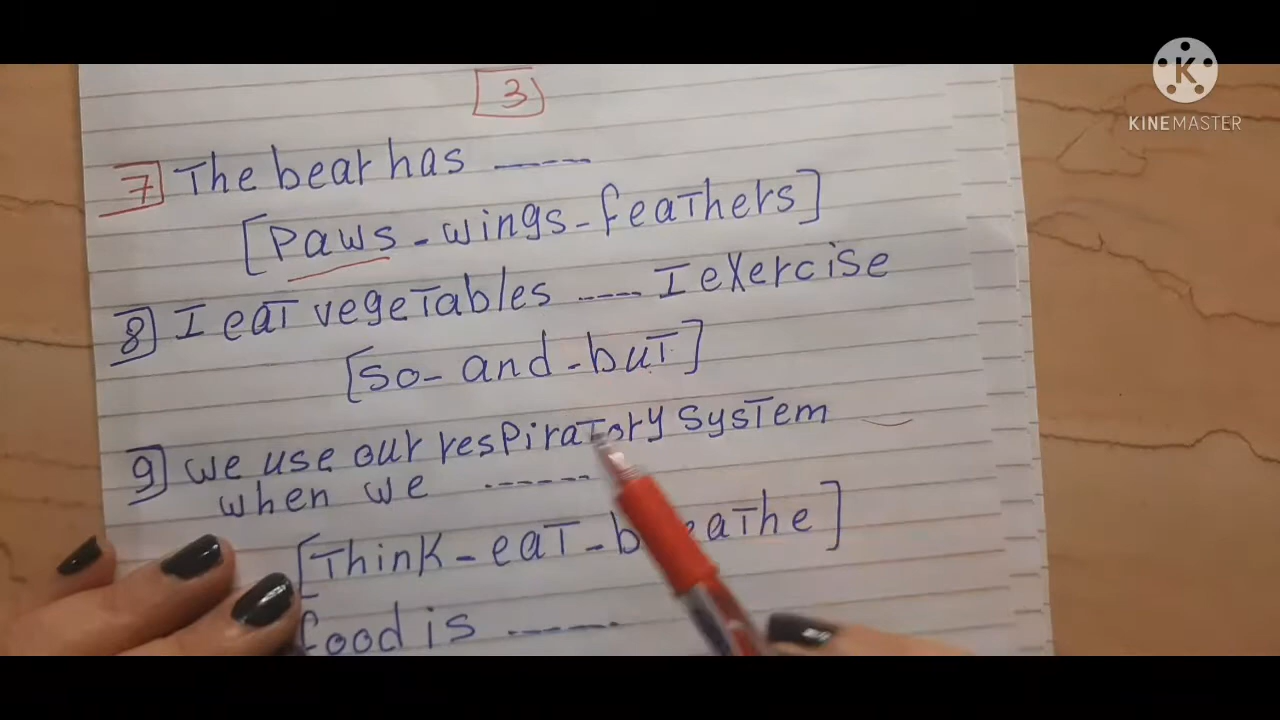 KINEMASTER
3
7 The bear has -----
[Paws - wings - feathers]
8 I eat vegetables ---- I exercise
[So - and - but]
9 we use our respiratory system
when we ------
[Think - eat - breathe]
food is ------